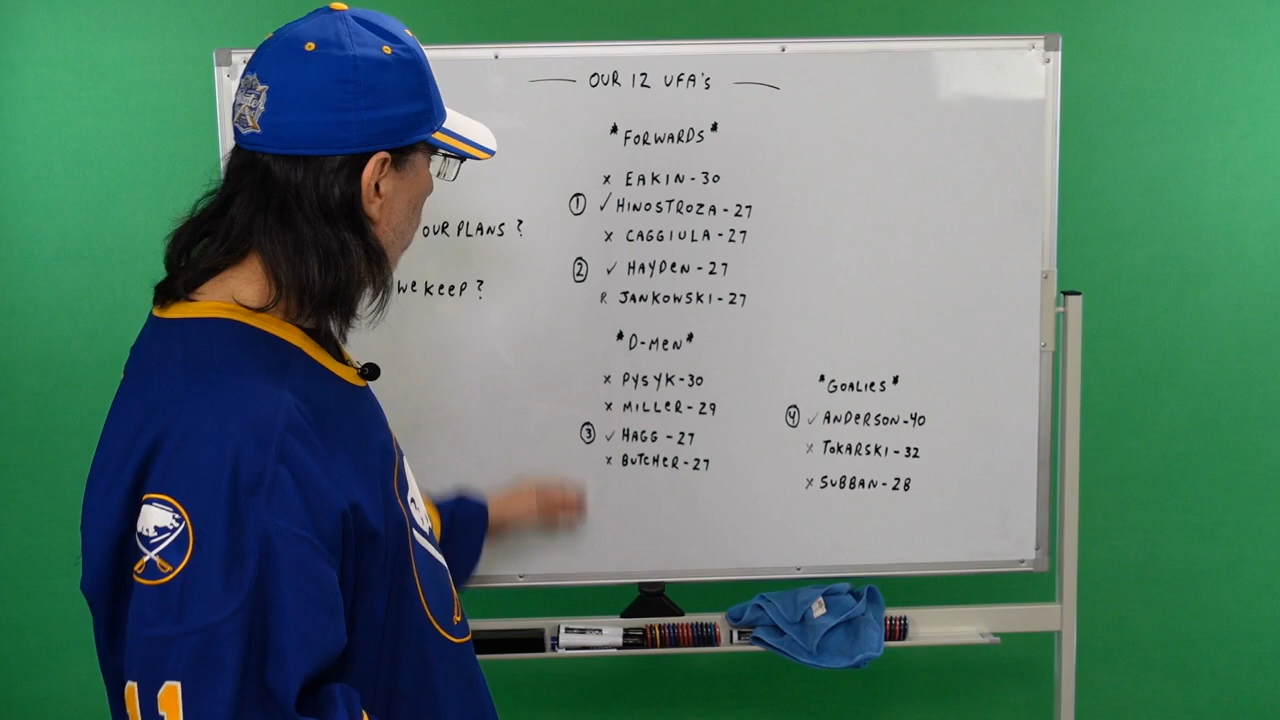 OUR 12 UFA's
*FORWARDS*
x EAKIN-30
① ✓ HINOSTROZA-27
x CAGGIULA-27
② ✓ HAYDeN-27
R JANKOWSKI-27
OUR PLANS?
we keep?
*D-Men*
x PYSYK-30
x MILLeR-29
③ ✓ HAGG-27
x BUTCHeR-27
*GOALIeS*
④ ✓ ANDeRSON-40
x TOKARSKI-32
x SUBBAN-28
11